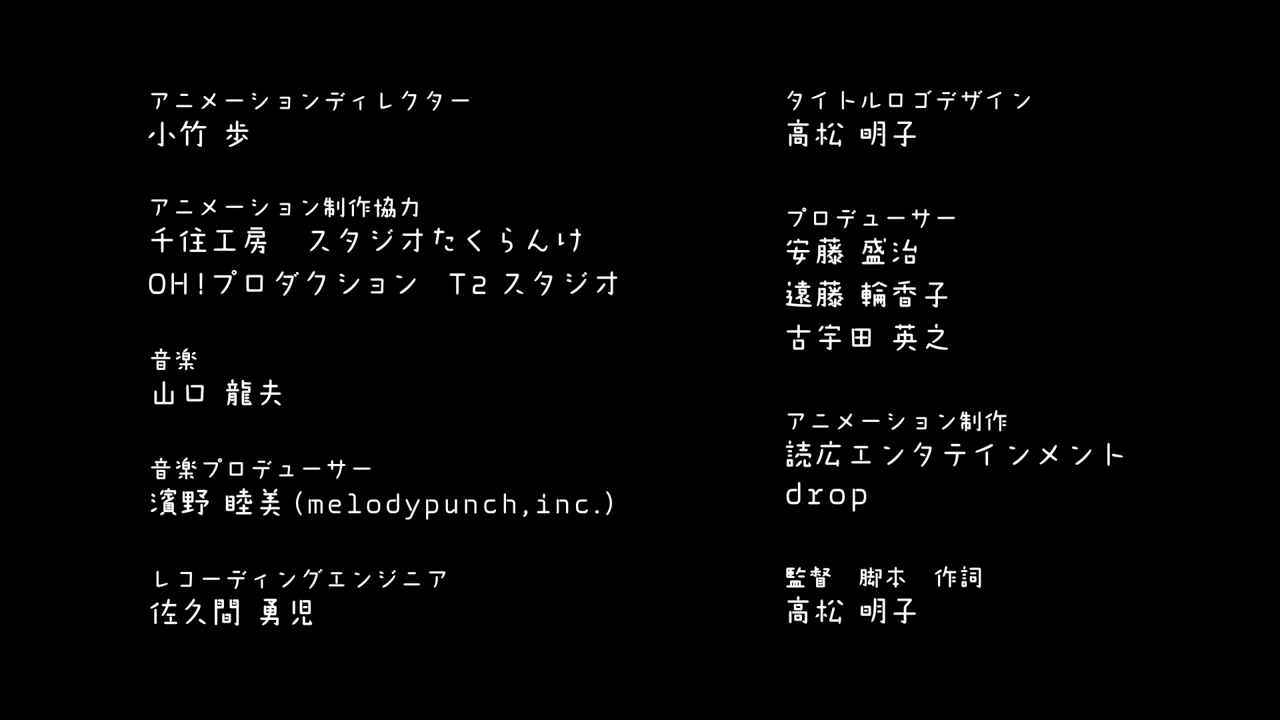 アニメーションディレクター
小竹 歩
アニメーション制作協力
千住工房　スタジオたくらんけ
OH!プロダクション　T2 スタジオ
音楽
山口 龍夫
音楽プロデューサー
濱野 睦美(melodypunch,inc.)
レコーディングエンジニア
佐久間 勇児
タイトルロゴデザイン
高松 明子
プロデューサー
安藤 盛治
遠藤 輪香子
古宇田 英之
アニメーション制作
読広エンタテインメント
drop
監督　脚本　作詞
高松 明子